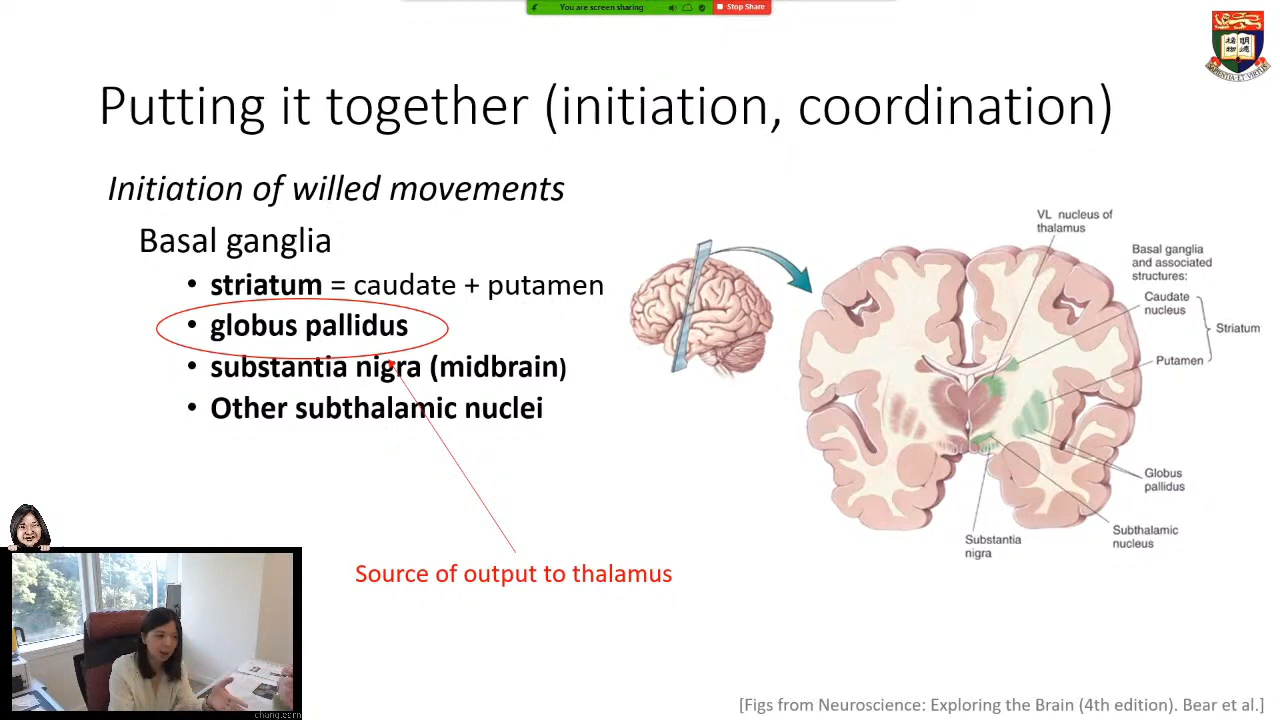 You are screen sharing
Stop Share
Putting it together (initiation, coordination)
Initiation of willed movements
Basal ganglia
• striatum = caudate + putamen
• globus pallidus
• substantia nigra (midbrain)
• Other subthalamic nuclei
Source of output to thalamus
VL nucleus of
thalamus
Basal ganglia
and associated
structures:
Caudate
nucleus
Striatum
Putamen
Globus
pallidus
Subthalamic
nucleus
Substantia
nigra
SAPIENTIA ET VIRTUS
[Figs from Neuroscience: Exploring the Brain (4th edition). Bear et al.]